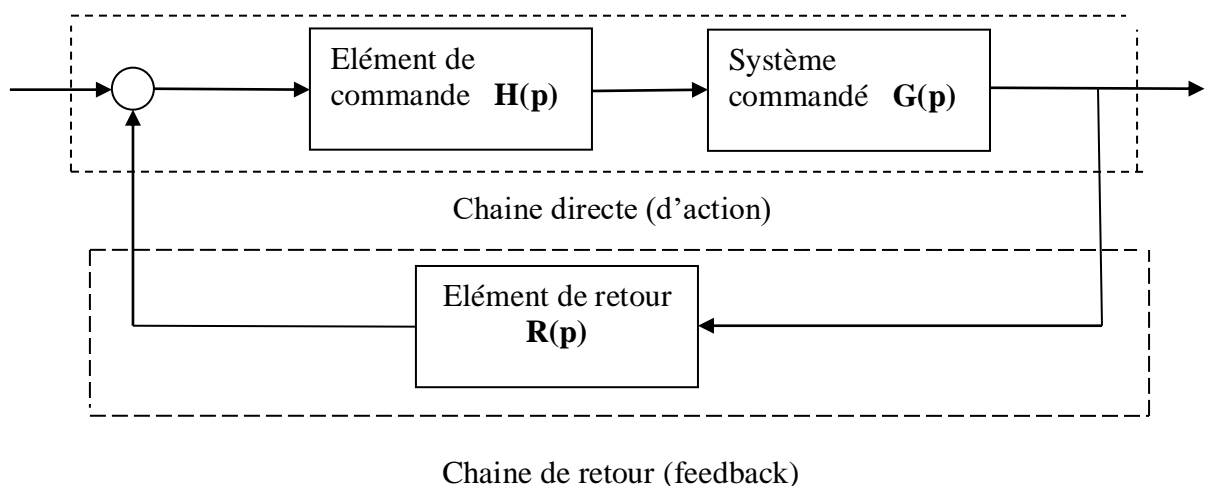 Elément de
commande H(p)
Système
commandé G(p)
Chaine directe (d’action)
Elément de retour
R(p)
Chaine de retour (feedback)